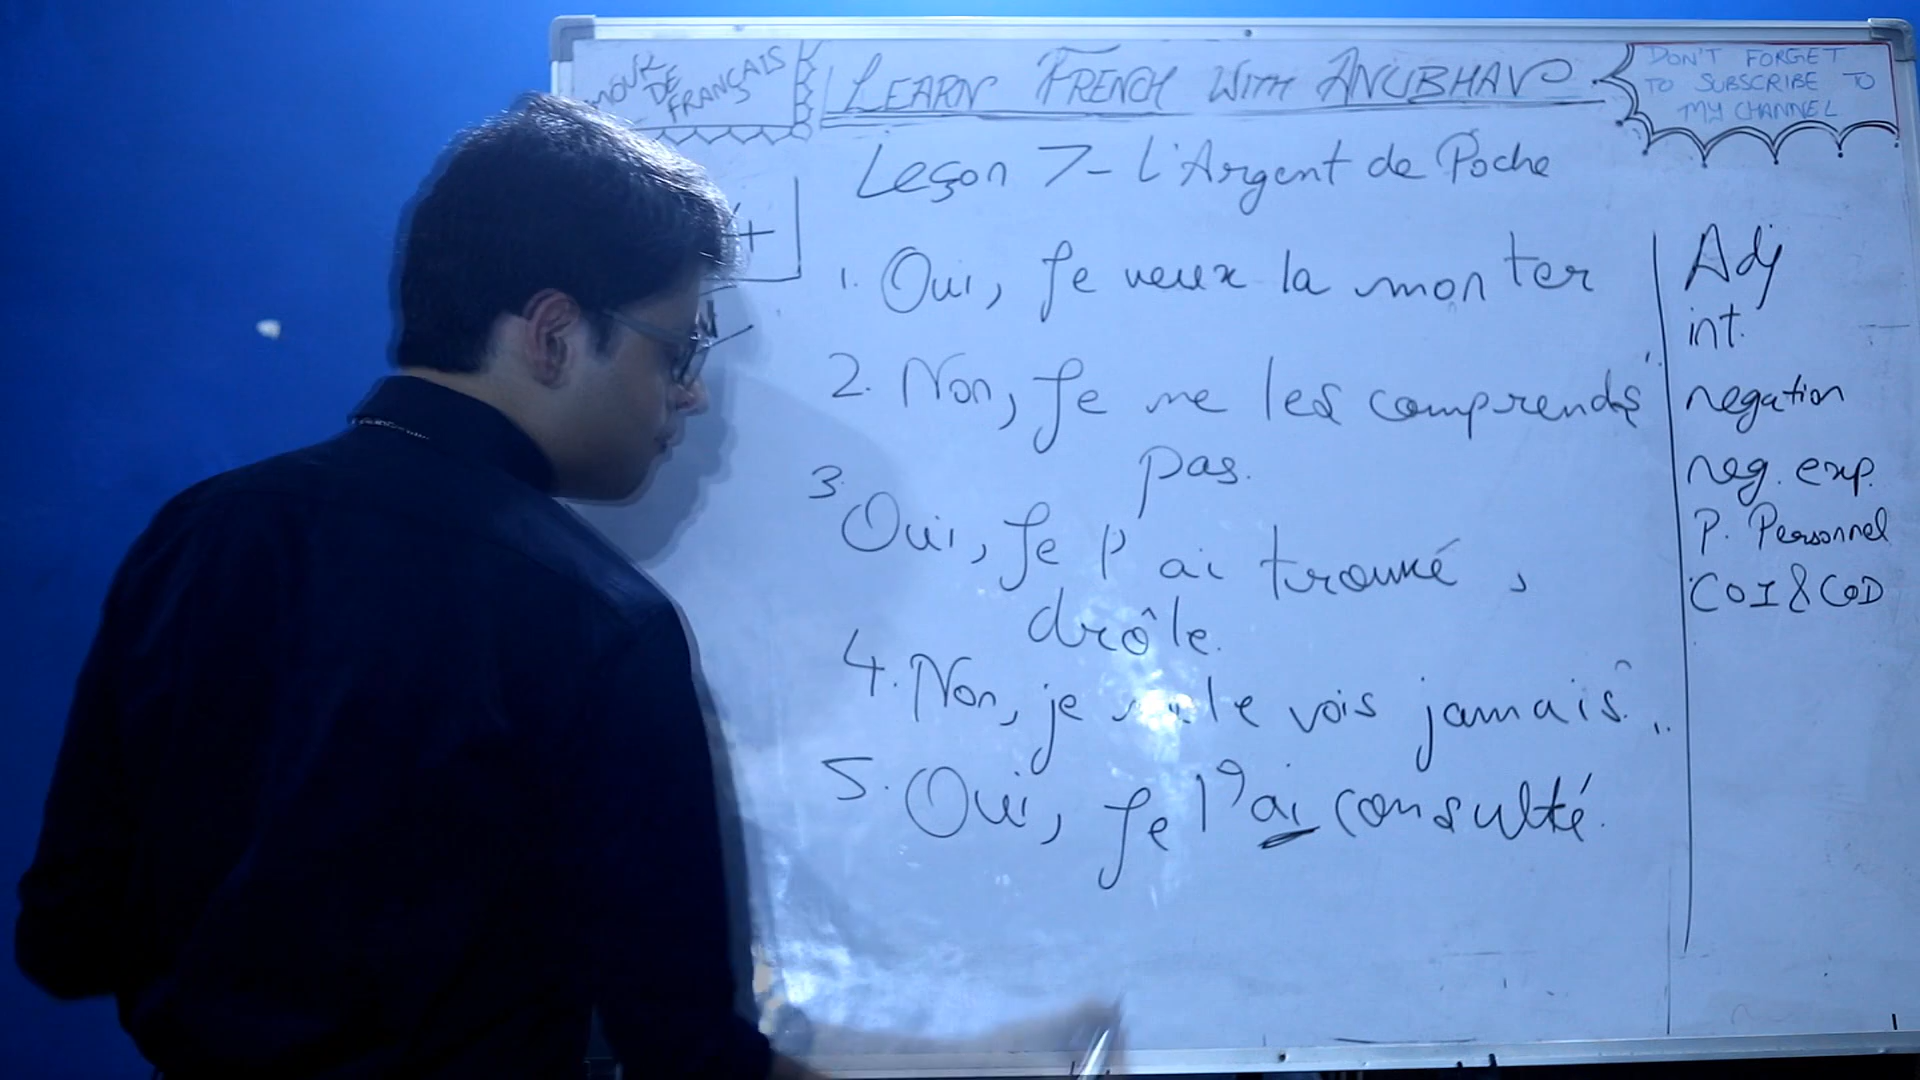 MOUR
DE
FRANÇAIS
LEARN FRENCH WITH ANUBHAV
DON'T FORGET
TO SUBSCRIBE TO
MY CHANNEL
Leçon 7- L'Argent de Poche
1. Oui, Je veux la monter
2. Non, Je ne les comprends
pas.
3. Oui, Je l'ai trouvé,
drôle.
4. Non, je le vois jamais.
5. Oui, Je l'ai consulté.
Adj
int.
negation
neg. exp.
P. Personnel
COI & COD